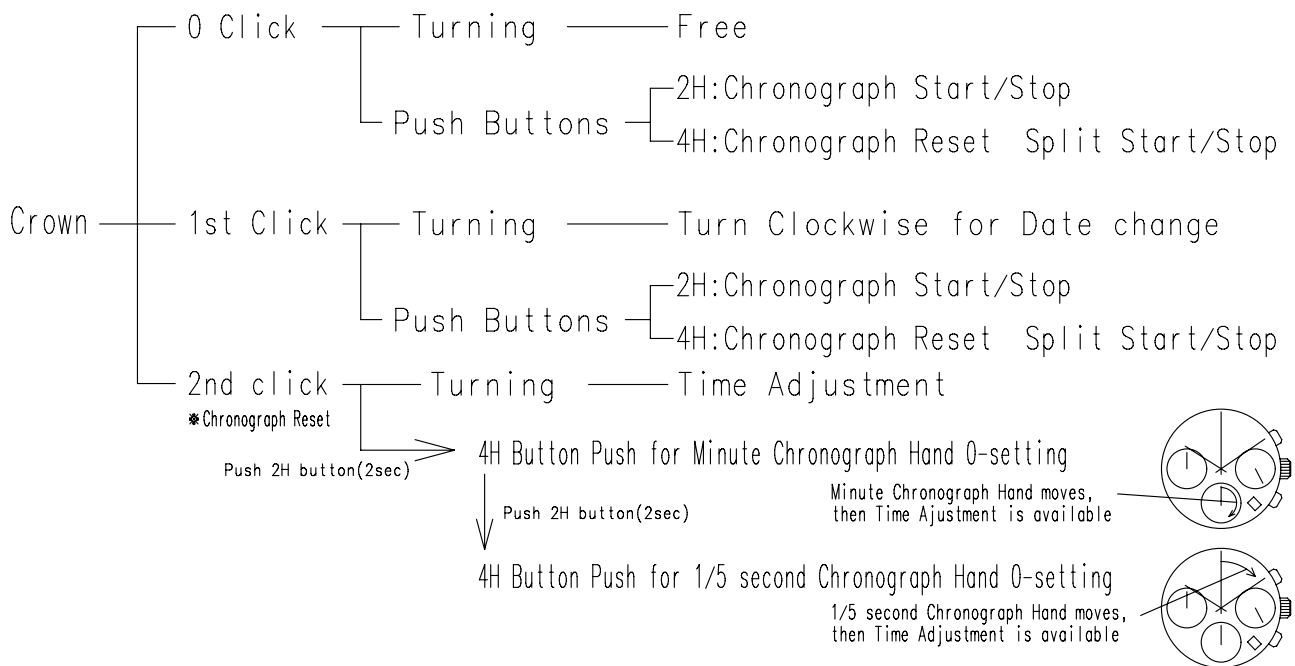 0 Click Turning Free
2H:Chronograph Start/Stop
Push Buttons
4H:Chronograph Reset Split Start/Stop
Crown 1st Click Turning Turn Clockwise for Date change
2H:Chronograph Start/Stop
Push Buttons
4H:Chronograph Reset Split Start/Stop
2nd click Turning Time Adjustment
※Chronograph Reset
4H Button Push for Minute Chronograph Hand 0-setting
Push 2H button(2sec)
Minute Chronograph Hand moves,
then Time Ajustment is available
Push 2H button(2sec)
4H Button Push for 1/5 second Chronograph Hand 0-setting
1/5 second Chronograph Hand moves,
then Time Adjustment is available